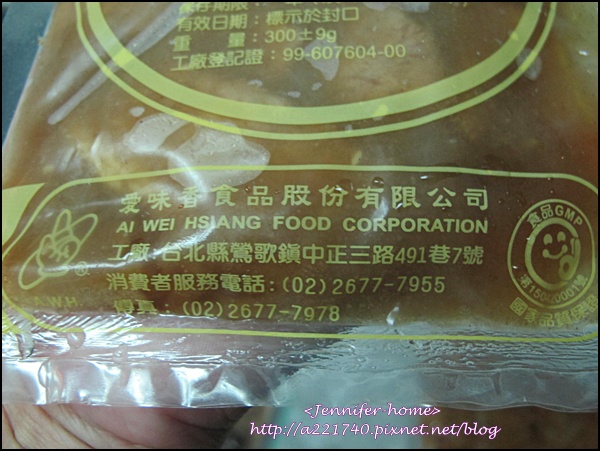 保存期限：
有效日期：標示於封口
重　　量：300±9g
工廠登記證：99-607604-00
愛味香食品股份有限公司
AI WEI HSIANG FOOD CORPORATION
工廠：台北縣鶯歌鎮中正三路491巷7號
消費者服務電話：(02)2677-7955
傳真：(02)2677-7978
A.W.H.
®
食品GMP
<Jennifer home>
http://a221740.pixnet.net/blog